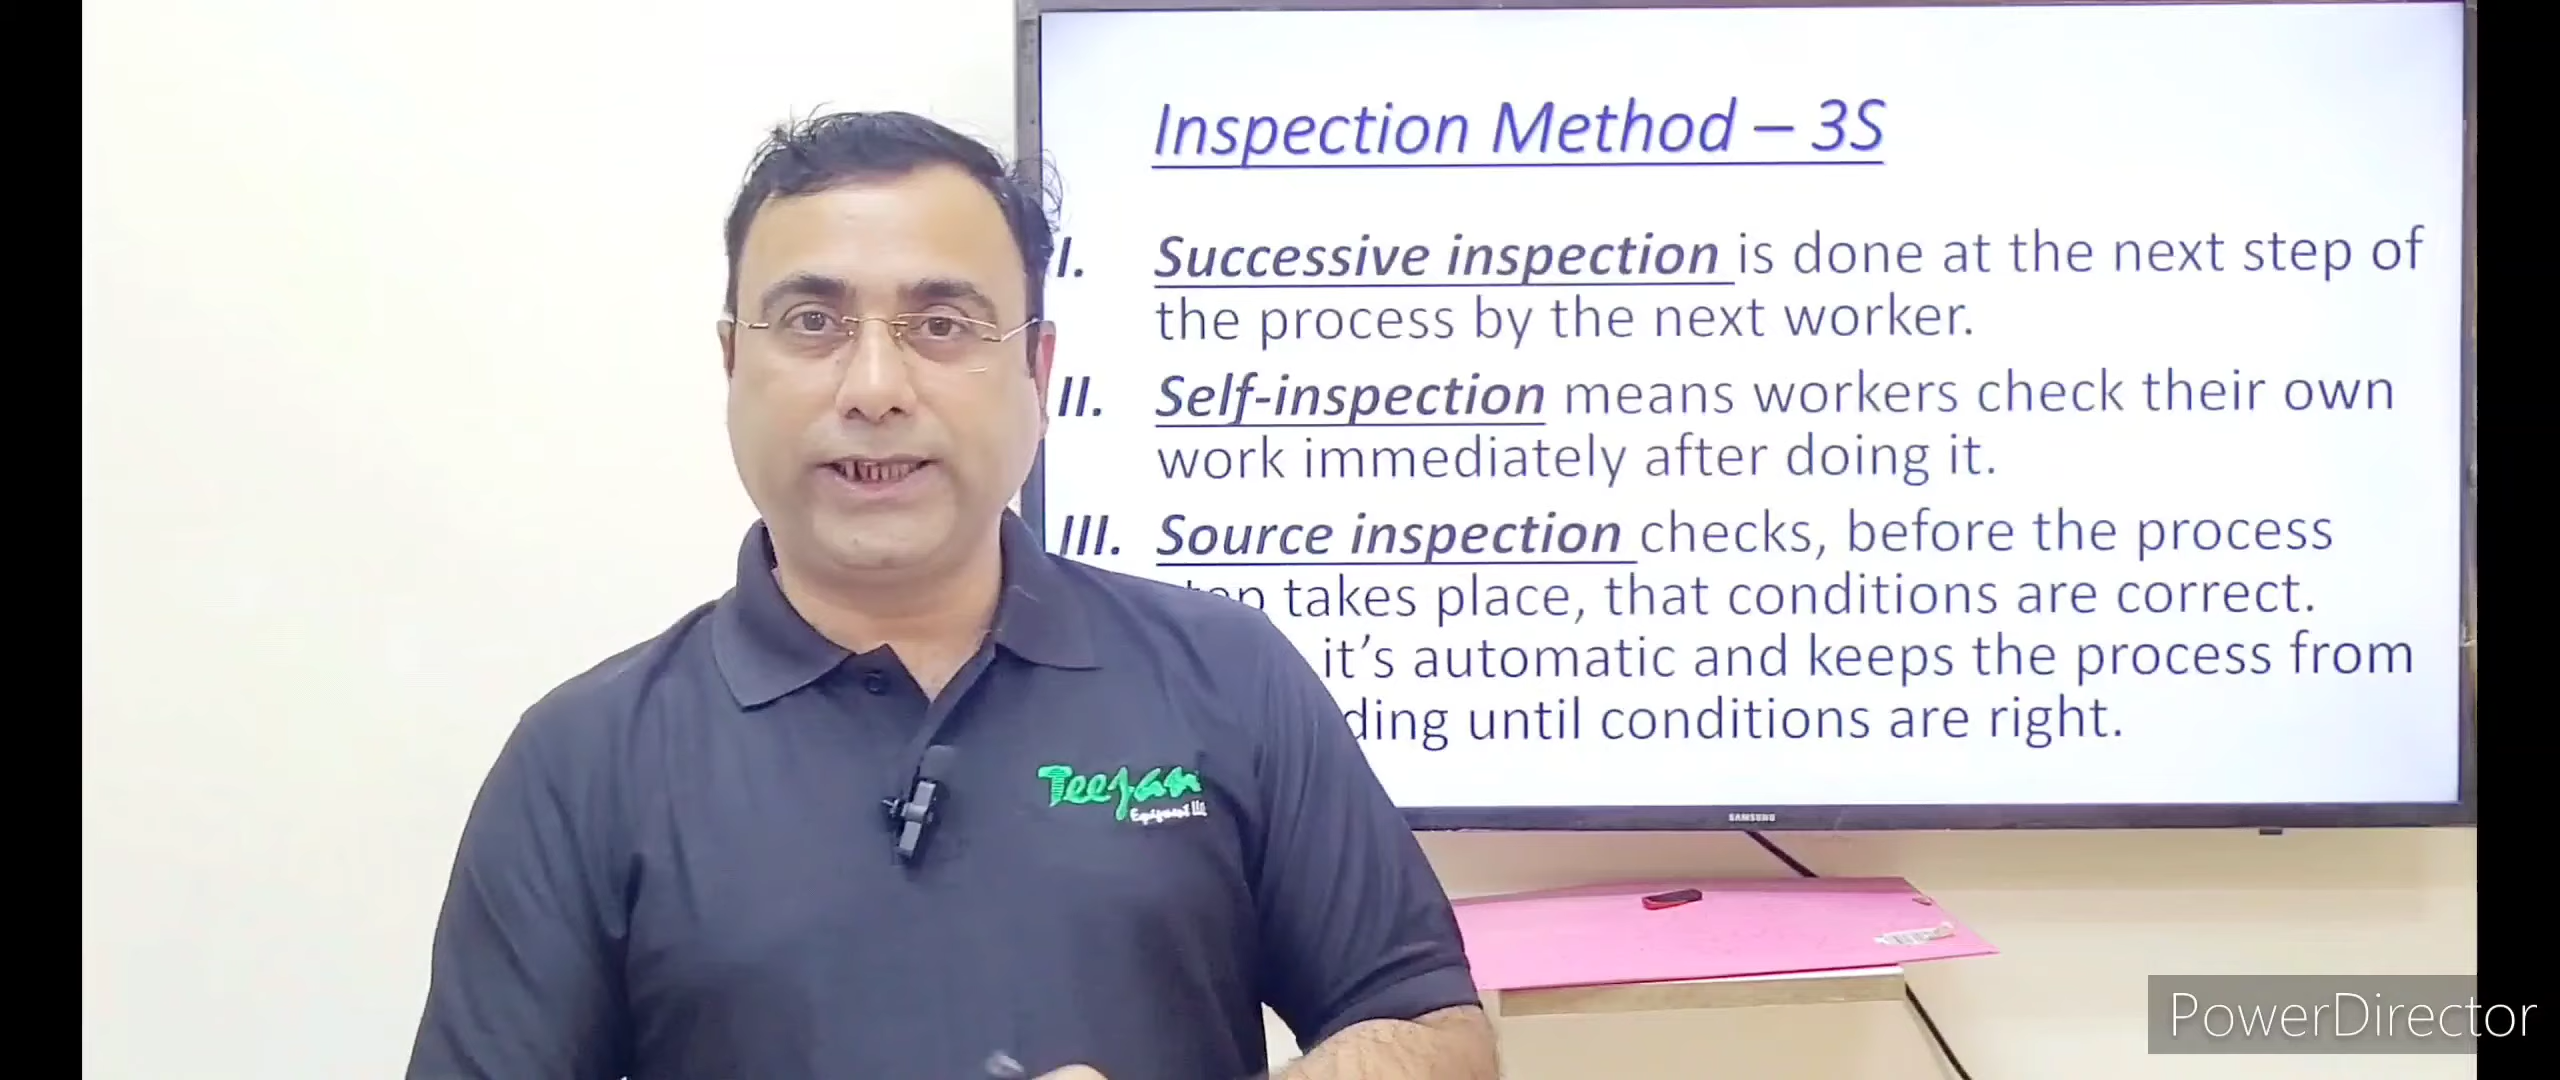 Inspection Method – 3S
I. Successive inspection is done at the next step of
the process by the next worker.
II. Self-inspection means workers check their own
work immediately after doing it.
III. Source inspection checks, before the process
takes place, that conditions are correct.
it’s automatic and keeps the process from
ding until conditions are right.
Teejan
Equipment llc
SAMSUNG
PowerDirector